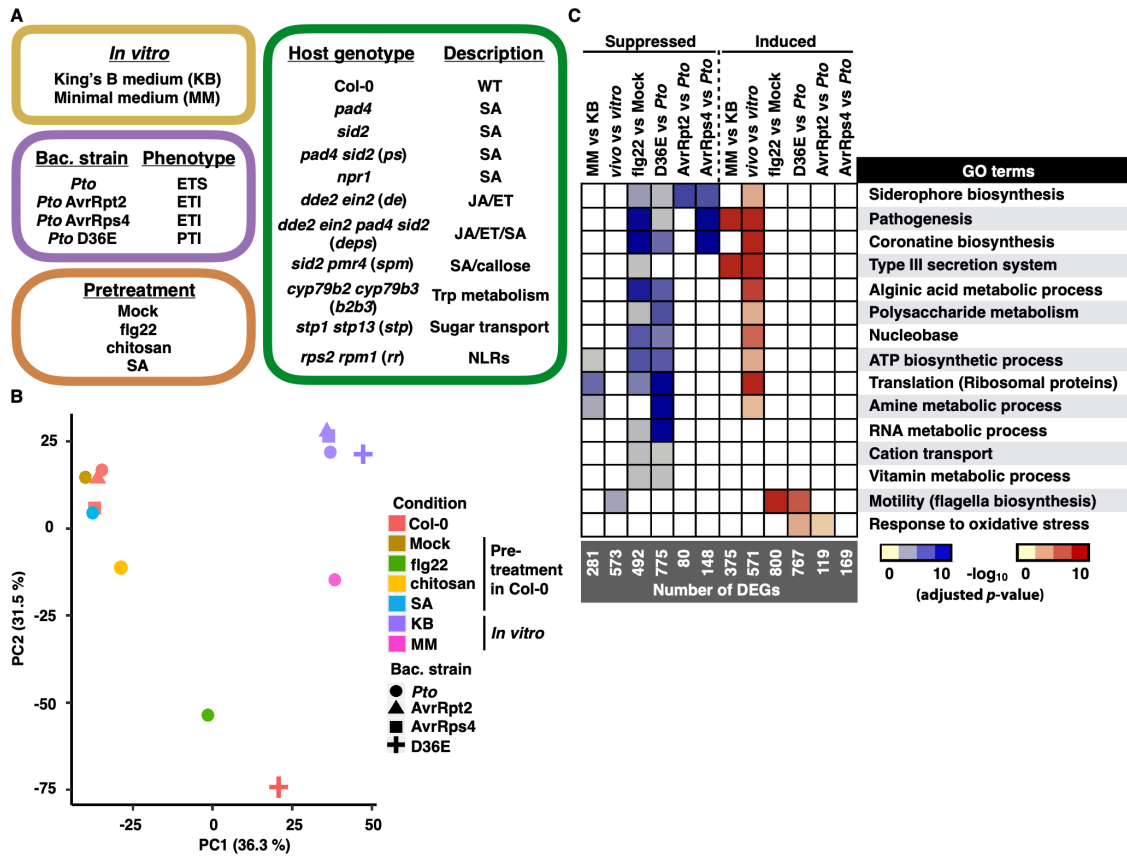 A
In vitro
King's B medium (KB)
Minimal medium (MM)
Bac. strain Phenotype
Pto ETS
Pto AvrRpt2 ETI
Pto AvrRps4 ETI
Pto D36E PTI
Pretreatment
Mock
flg22
chitosan
SA
Host genotype Description
Col-0 WT
pad4 SA
sid2 SA
pad4 sid2 (ps) SA
npr1 SA
dde2 ein2 (de) JA/ET
dde2 ein2 pad4 sid2
(deps) JA/ET/SA
sid2 pmr4 (spm) SA/callose
cyp79b2 cyp79b3
(b2b3) Trp metabolism
stp1 stp13 (stp) Sugar transport
rps2 rpm1 (rr) NLRs
B
25
0
-25
-50
-75
PC2 (31.5 %)
-25 0 25 50
PC1 (36.3 %)
Condition
Col-0
Mock
flg22
chitosan
SA
KB
MM
Pre-
treatment
in Col-0
In vitro
Bac. strain
Pto
AvrRpt2
AvrRps4
D36E
C
Suppressed Induced
MM vs KB
vivo vs vitro
flg22 vs Mock
D36E vs Pto
AvrRpt2 vs Pto
AvrRps4 vs Pto
MM vs KB
vivo vs vitro
flg22 vs Mock
D36E vs Pto
AvrRpt2 vs Pto
AvrRps4 vs Pto
GO terms
Siderophore biosynthesis
Pathogenesis
Coronatine biosynthesis
Type III secretion system
Alginic acid metabolic process
Polysaccharide metabolism
Nucleobase
ATP biosynthetic process
Translation (Ribosomal proteins)
Amine metabolic process
RNA metabolic process
Cation transport
Vitamin metabolic process
Motility (flagella biosynthesis)
Response to oxidative stress
281 573 492 775 80 148 375 571 800 767 119 169
Number of DEGs
0 10 -log10 0 10
(adjusted p-value)